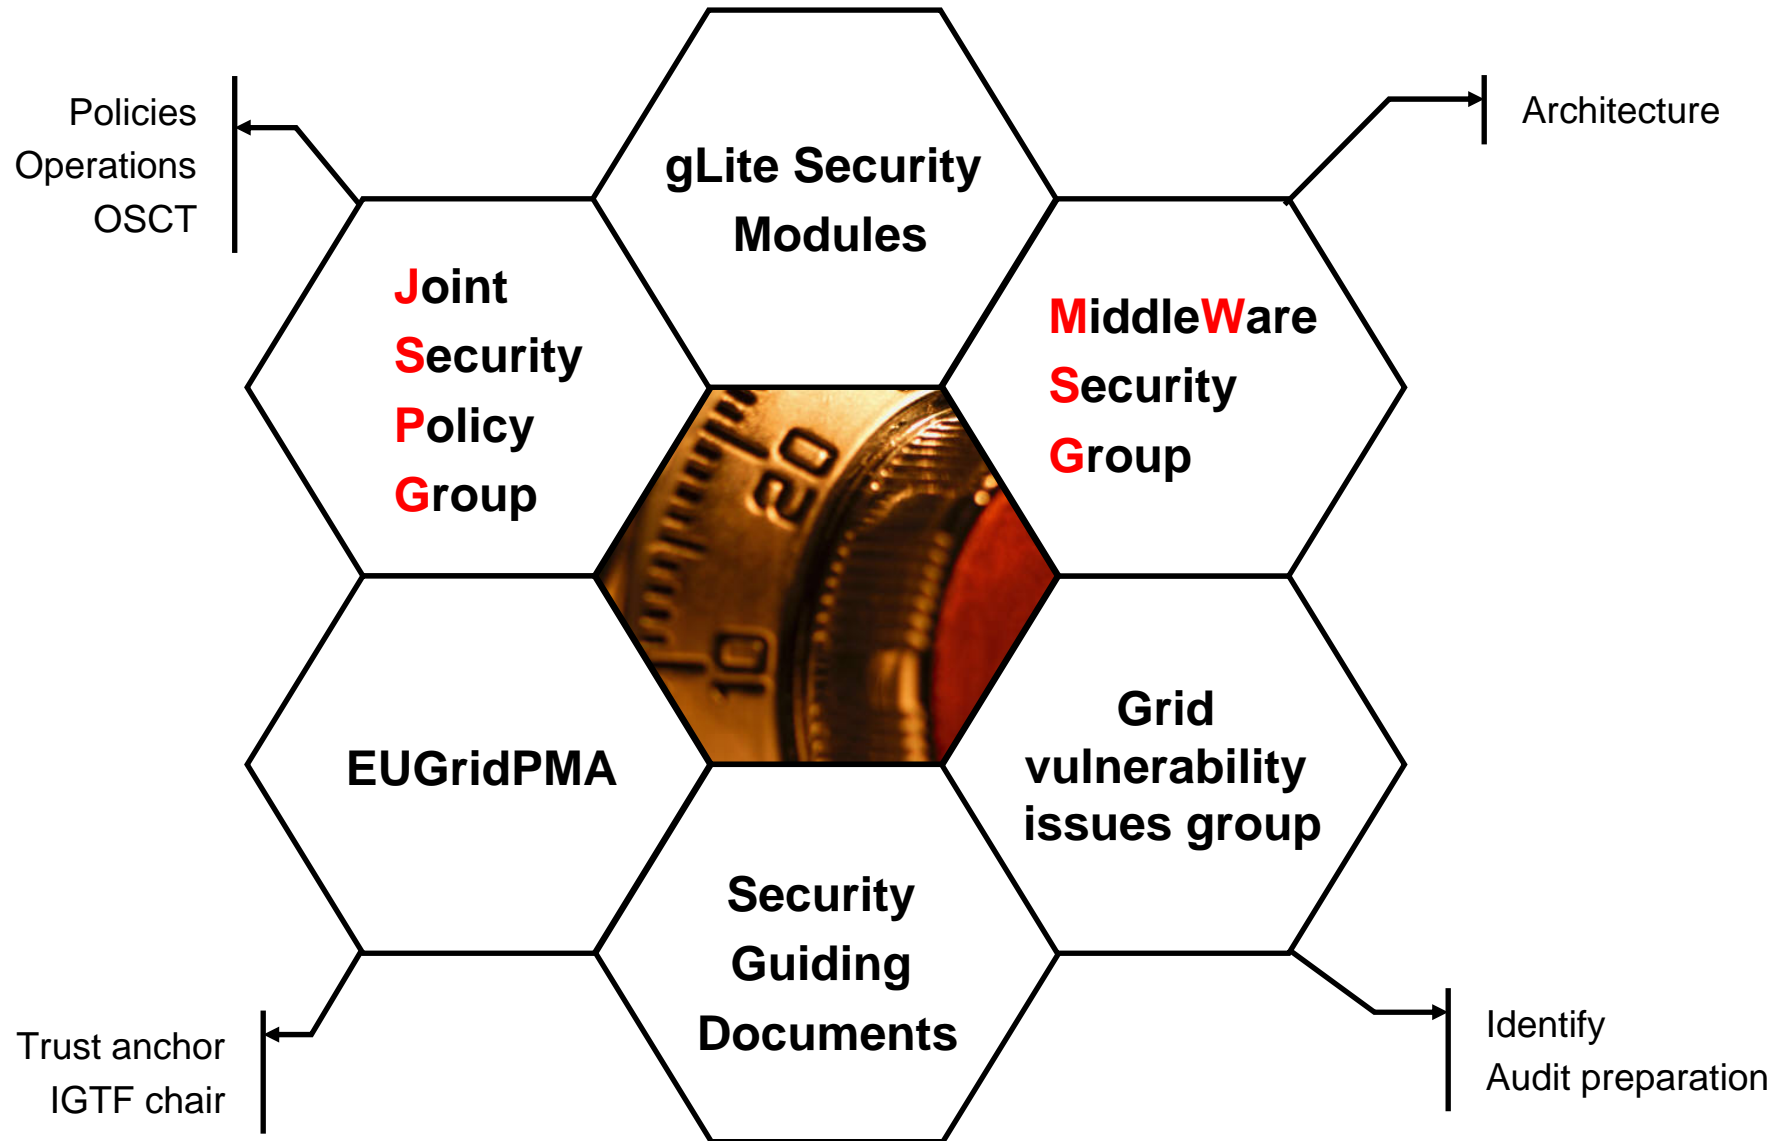 Policies
Operations
OSCT
gLite Security
Modules
Architecture
Joint
Security
Policy
Group
MiddleWare
Security
Group
20
10
EUGridPMA
Grid
vulnerability
issues group
Security
Guiding
Documents
Trust anchor
IGTF chair
Identify
Audit preparation